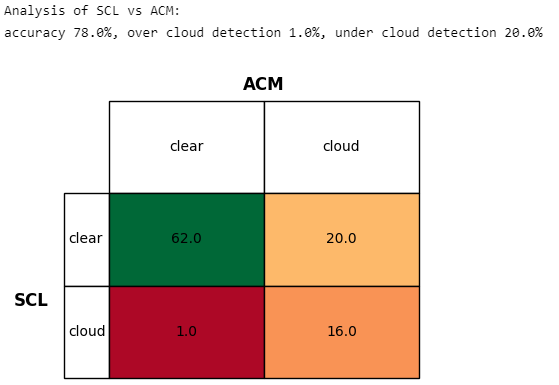 Analysis of SCL vs ACM:
accuracy 78.0%, over cloud detection 1.0%, under cloud detection 20.0%
ACM
clear cloud
clear 62.0 20.0
SCL
cloud 1.0 16.0